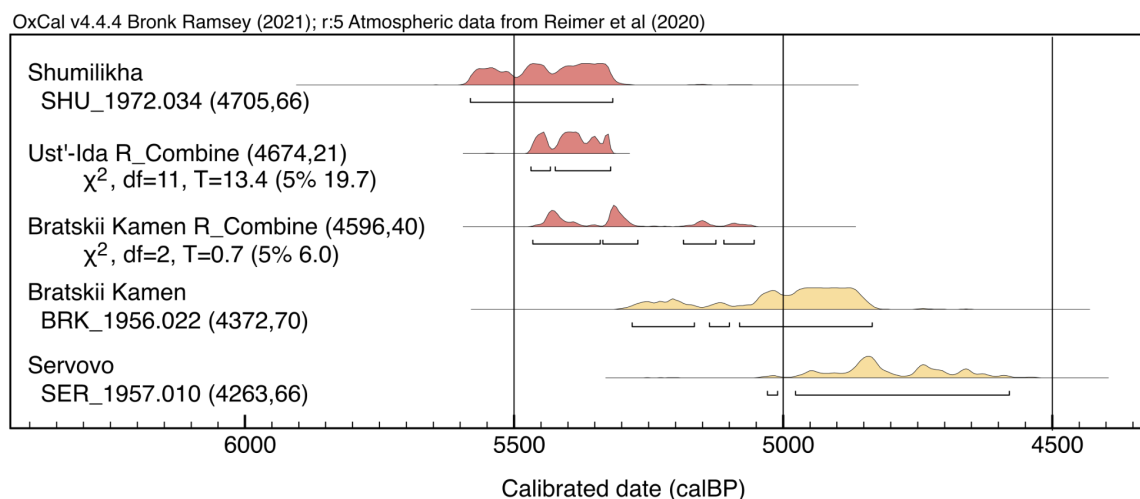 OxCal v4.4.4 Bronk Ramsey (2021); r:5 Atmospheric data from Reimer et al (2020)
Shumilikha
SHU_1972.034 (4705,66)
Ust'-Ida R_Combine (4674,21)
χ², df=11, T=13.4 (5% 19.7)
Bratskii Kamen R_Combine (4596,40)
χ², df=2, T=0.7 (5% 6.0)
Bratskii Kamen
BRK_1956.022 (4372,70)
Servovo
SER_1957.010 (4263,66)
6000 5500 5000 4500
Calibrated date (calBP)